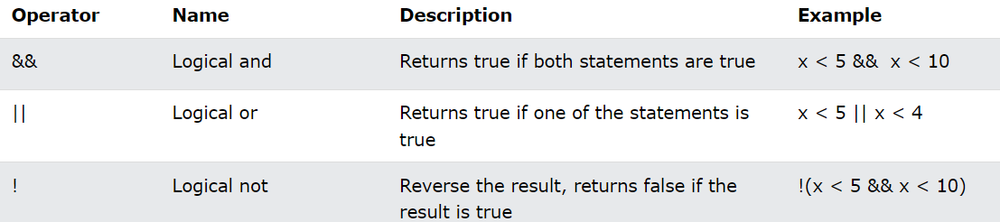 Operator Name Description Example
&& Logical and Returns true if both statements are true x < 5 &&  x < 10
|| Logical or Returns true if one of the statements is x < 5 || x < 4
true
! Logical not Reverse the result, returns false if the !(x < 5 && x < 10)
result is true